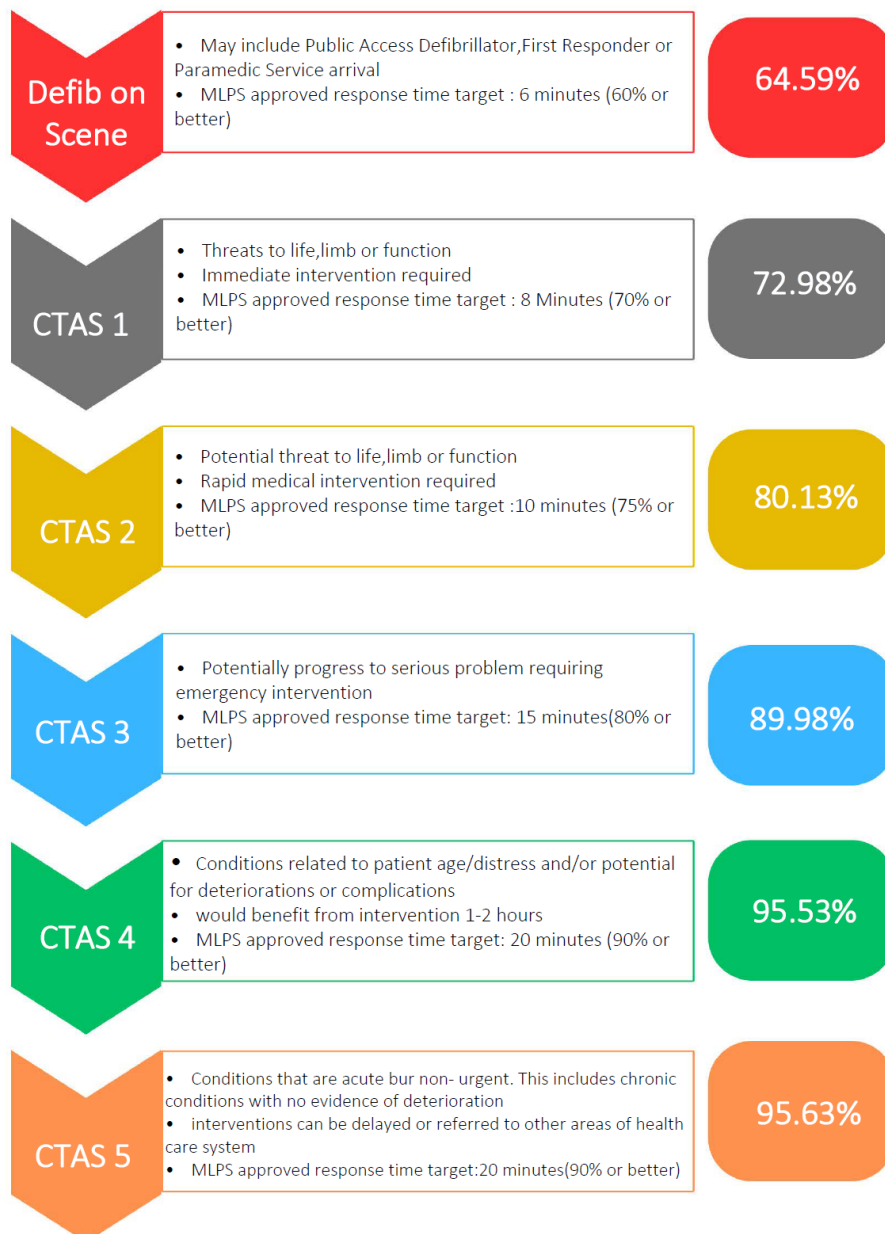 Defib on
Scene
• May include Public Access Defibrillator,First Responder or
Paramedic Service arrival
• MLPS approved response time target : 6 minutes (60% or
better)
64.59%
CTAS 1
• Threats to life,limb or function
• Immediate intervention required
• MLPS approved response time target : 8 Minutes (70% or
better)
72.98%
CTAS 2
• Potential threat to life,limb or function
• Rapid medical intervention required
• MLPS approved response time target :10 minutes (75% or
better)
80.13%
CTAS 3
• Potentially progress to serious problem requiring
emergency intervention
• MLPS approved response time target: 15 minutes(80% or
better)
89.98%
CTAS 4
• Conditions related to patient age/distress and/or potential
for deteriorations or complications
• would benefit from intervention 1-2 hours
• MLPS approved response time target: 20 minutes (90% or
better)
95.53%
CTAS 5
• Conditions that are acute bur non- urgent. This includes chronic
conditions with no evidence of deterioration
• interventions can be delayed or referred to other areas of health
care system
• MLPS approved response time target:20 minutes(90% or better)
95.63%